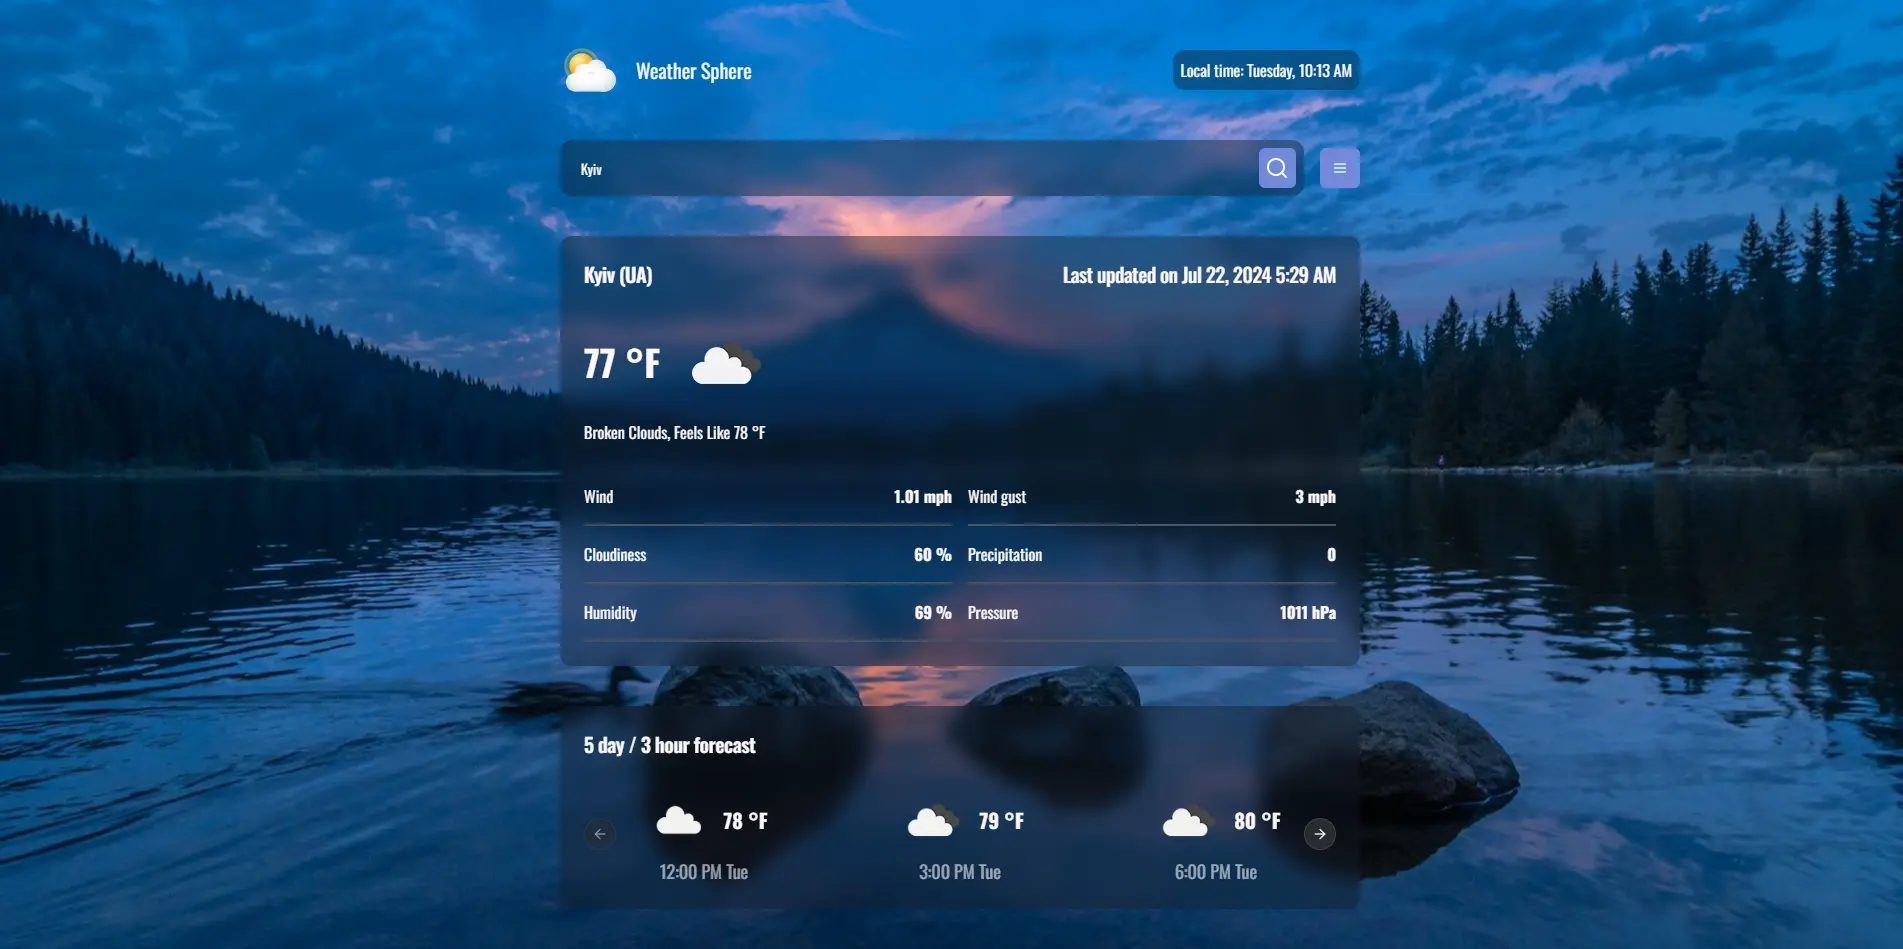 Weather Sphere
Local time: Tuesday, 10:13 AM
Kyiv
Kyiv (UA)
Last updated on Jul 22, 2024 5:29 AM
77 °F
Broken Clouds, Feels Like 78 °F
Wind 1.01 mph
Wind gust 3 mph
Cloudiness 60 %
Precipitation 0
Humidity 69 %
Pressure 1011 hPa
5 day / 3 hour forecast
78 °F
79 °F
80 °F
12:00 PM Tue
3:00 PM Tue
6:00 PM Tue